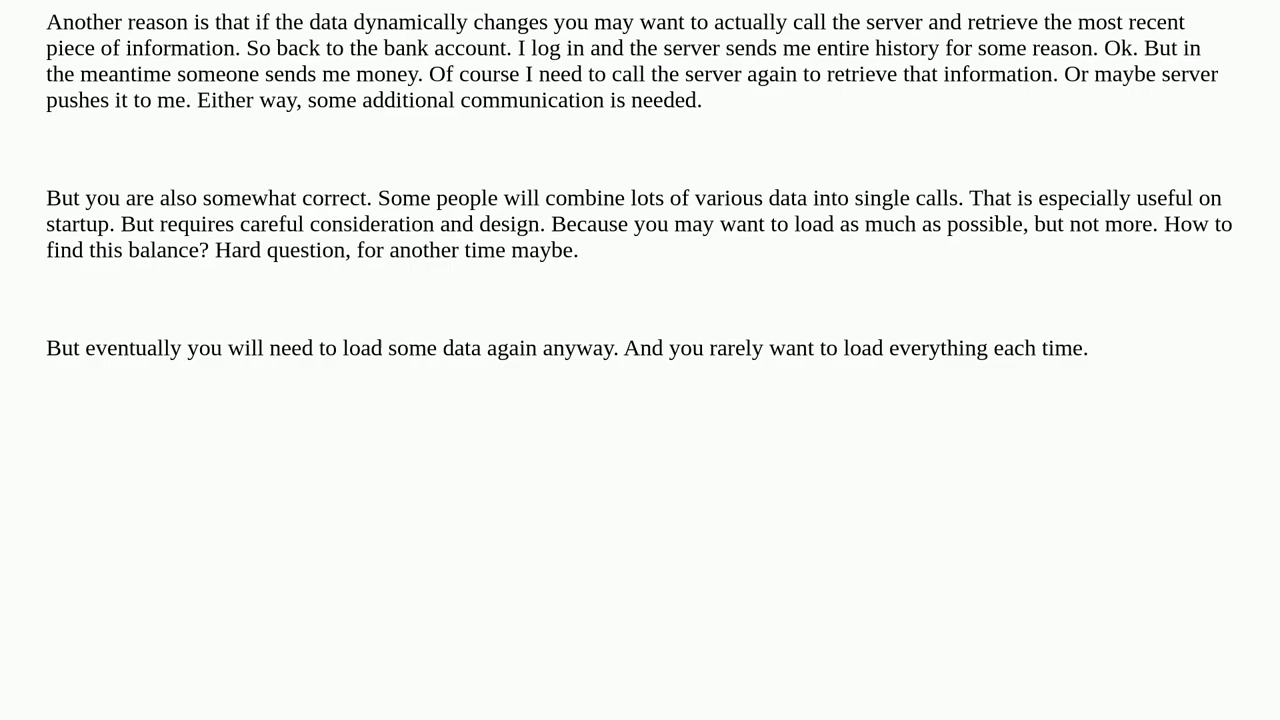 Another reason is that if the data dynamically changes you may want to actually call the server and retrieve the most recent
piece of information. So back to the bank account. I log in and the server sends me entire history for some reason. Ok. But in
the meantime someone sends me money. Of course I need to call the server again to retrieve that information. Or maybe server
pushes it to me. Either way, some additional communication is needed.
But you are also somewhat correct. Some people will combine lots of various data into single calls. That is especially useful on
startup. But requires careful consideration and design. Because you may want to load as much as possible, but not more. How to
find this balance? Hard question, for another time maybe.
But eventually you will need to load some data again anyway. And you rarely want to load everything each time.